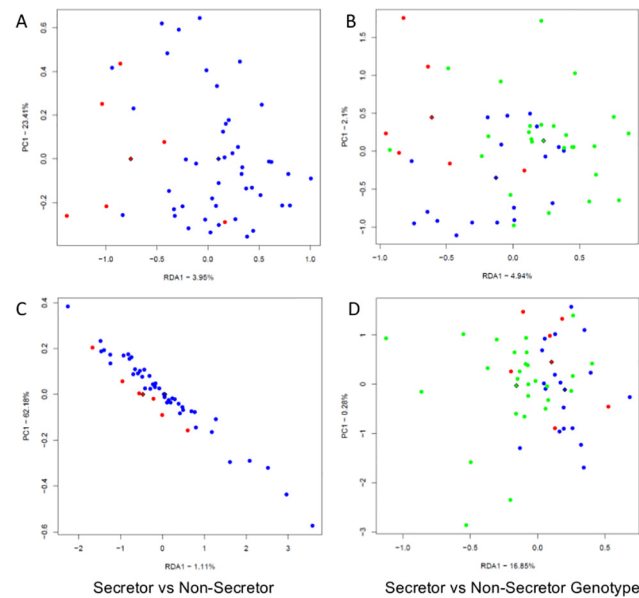 A
B
0.6
0.4
0.2
0.0
−0.2
PC1 − 23.41%
−1.0
−0.5
0.0
0.5
1.0
RDA1 − 3.95%
1.5
1.0
0.5
0.0
−0.5
−1.0
PC1 − 2.1%
−1.0
−0.5
0.0
0.5
RDA1 − 4.94%
C
D
0.4
0.2
0.0
−0.2
−0.4
−0.6
PC1 − 62.18%
−2
−1
0
1
2
3
RDA1 − 1.11%
1
0
−1
−2
−3
PC1 − 0.28%
−1.0
−0.5
0.0
0.5
RDA1 − 16.85%
Secretor vs Non-Secretor
Secretor vs Non-Secretor Genotype